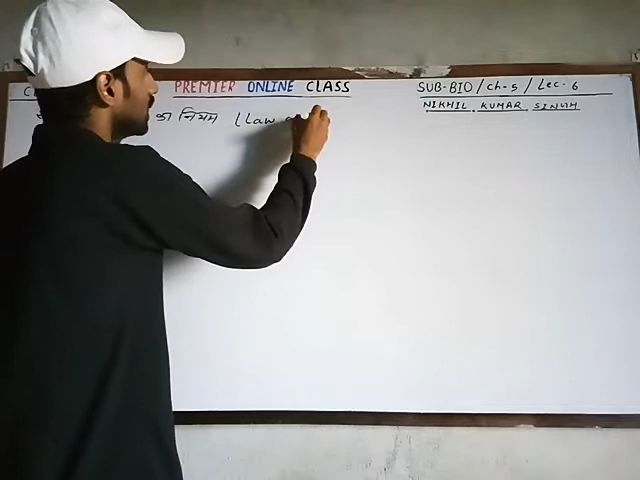 PREMIER ONLINE CLASS
SUB-BIO / Ch-5 / Lec-6
NIKHIL KUMAR SINGH
का नियम (Law